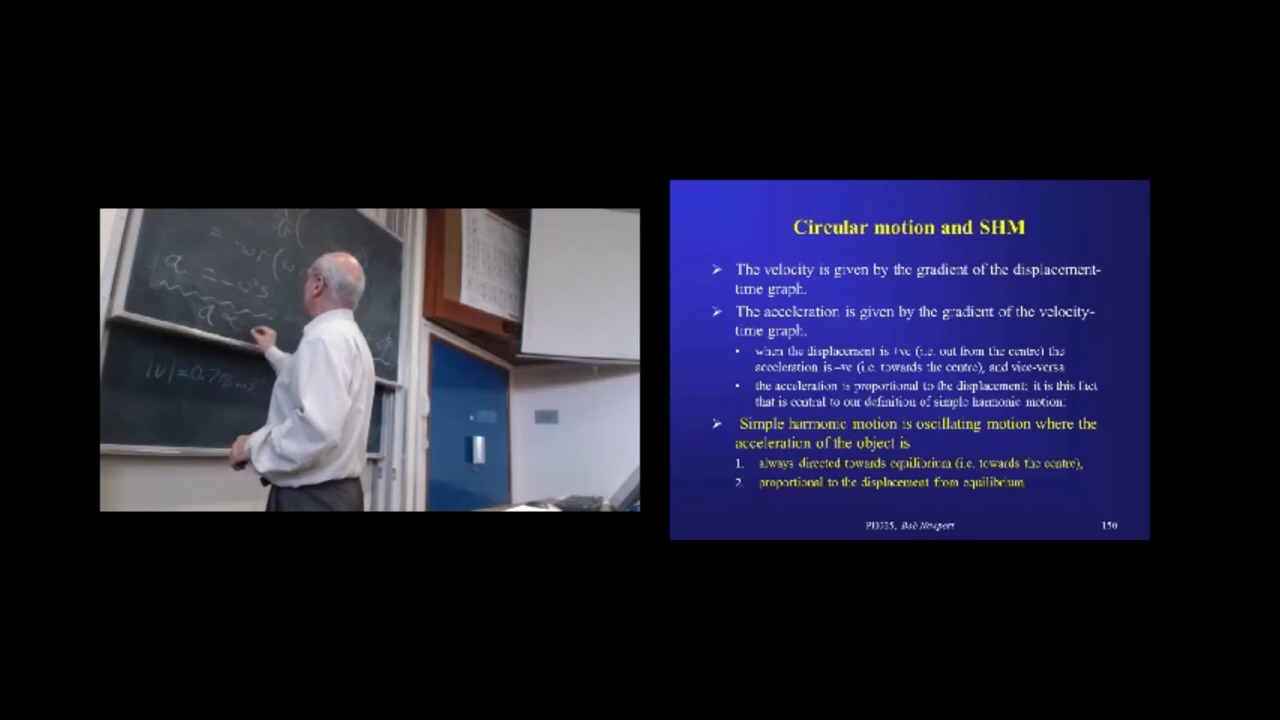 a = -ω²s
a ∝
|v| = 0.78 ms
Circular motion and SHM
➢ The velocity is given by the gradient of the displacement-
time graph.
➢ The acceleration is given by the gradient of the velocity-
time graph.
• when the displacement is +ve (i.e. out from the centre) the
acceleration is –ve (i.e. towards the centre), and vice-versa
• the acceleration is proportional to the displacement; it is this fact
that is central to our definition of simple harmonic motion:
➢ Simple harmonic motion is oscillating motion where the
acceleration of the object is
1. always directed towards equilibrium (i.e. towards the centre),
2. proportional to the displacement from equilibrium
PH025, Bob Newport
150